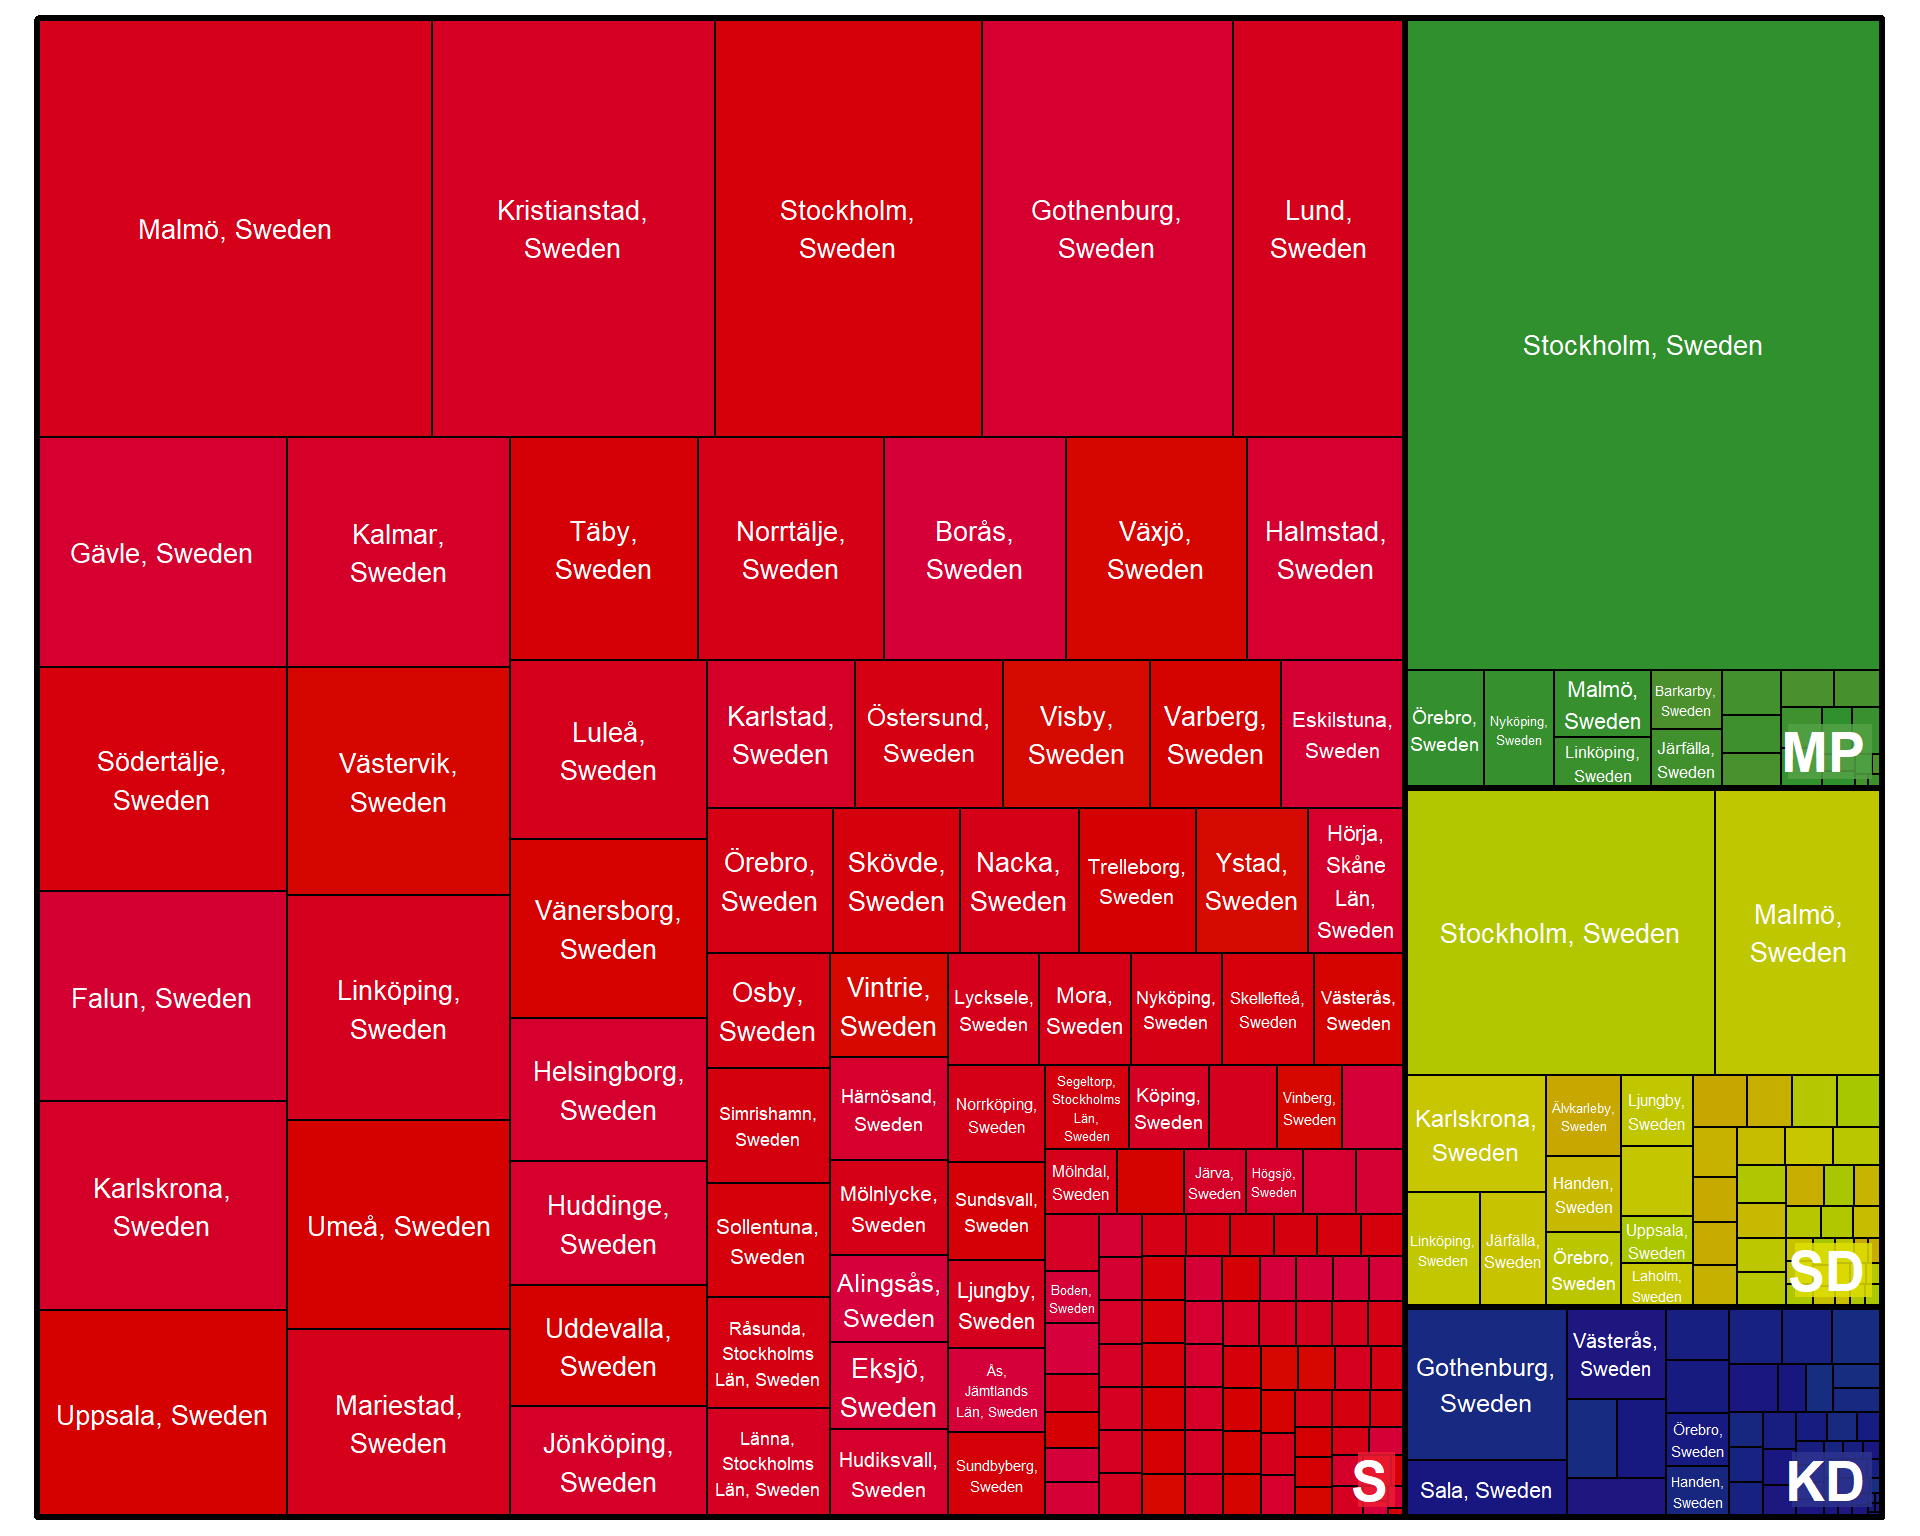 Malmö, Sweden
Kristianstad,
Sweden
Stockholm,
Sweden
Gothenburg,
Sweden
Lund,
Sweden
Gävle, Sweden
Kalmar,
Sweden
Täby,
Sweden
Norrtälje,
Sweden
Borås,
Sweden
Växjö,
Sweden
Halmstad,
Sweden
Södertälje,
Sweden
Västervik,
Sweden
Luleå,
Sweden
Karlstad,
Sweden
Östersund,
Sweden
Visby,
Sweden
Varberg,
Sweden
Eskilstuna,
Sweden
Vänersborg,
Sweden
Örebro,
Sweden
Skövde,
Sweden
Nacka,
Sweden
Trelleborg,
Sweden
Ystad,
Sweden
Hörja,
Skåne
Län,
Sweden
Falun, Sweden
Linköping,
Sweden
Helsingborg,
Sweden
Osby,
Sweden
Vintrie,
Sweden
Lycksele,
Sweden
Mora,
Sweden
Nyköping,
Sweden
Skellefteå,
Sweden
Västerås,
Sweden
Simrishamn,
Sweden
Härnösand,
Sweden
Norrköping,
Sweden
Segeltorp,
Stockholms
Län,
Sweden
Köping,
Sweden
Vinberg,
Sweden
Karlskrona,
Sweden
Umeå, Sweden
Huddinge,
Sweden
Sollentuna,
Sweden
Mölnlycke,
Sweden
Sundsvall,
Sweden
Mölndal,
Sweden
Järva,
Sweden
Högsjö,
Sweden
Uddevalla,
Sweden
Råsunda,
Stockholms
Län, Sweden
Alingsås,
Sweden
Ljungby,
Sweden
Boden,
Sweden
Uppsala, Sweden
Mariestad,
Sweden
Jönköping,
Sweden
Länna,
Stockholms
Län, Sweden
Eksjö,
Sweden
Hudiksvall,
Sweden
Ås,
Jämtlands
Län, Sweden
Sundbyberg,
Sweden
S
Stockholm, Sweden
Örebro,
Sweden
Nyköping,
Sweden
Malmö,
Sweden
Linköping,
Sweden
Barkarby,
Sweden
Järfälla,
Sweden
MP
Stockholm, Sweden
Malmö,
Sweden
Karlskrona,
Sweden
Linköping,
Sweden
Järfälla,
Sweden
Älvkarleby,
Sweden
Handen,
Sweden
Örebro,
Sweden
Ljungby,
Sweden
Uppsala,
Sweden
Laholm,
Sweden
SD
Gothenburg,
Sweden
Sala, Sweden
Västerås,
Sweden
Örebro,
Sweden
Handen,
Sweden
KD